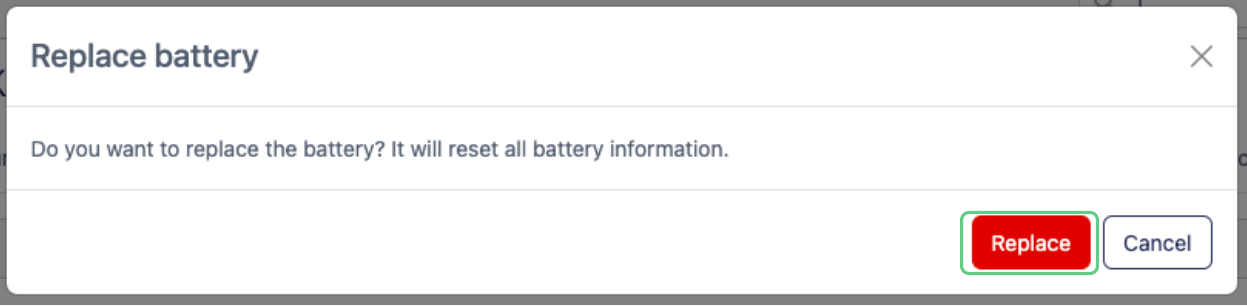 Replace battery
Do you want to replace the battery? It will reset all battery information.
Replace
Cancel